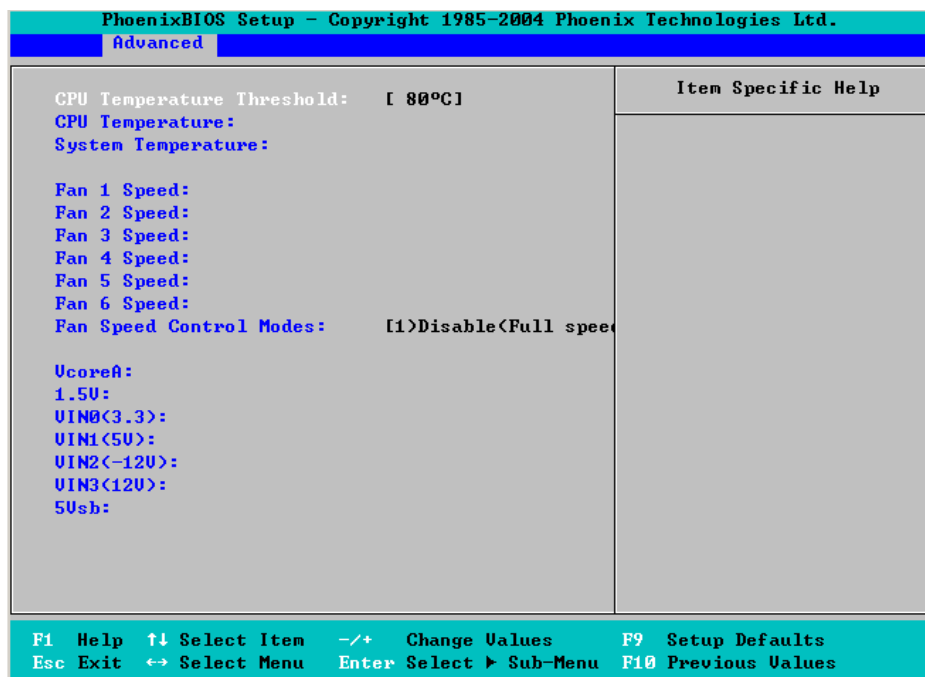 PhoenixBIOS Setup - Copyright 1985-2004 Phoenix Technologies Ltd.
Advanced
CPU Temperature Threshold: [ 80ºC]
CPU Temperature:
System Temperature:
Fan 1 Speed:
Fan 2 Speed:
Fan 3 Speed:
Fan 4 Speed:
Fan 5 Speed:
Fan 6 Speed:
Fan Speed Control Modes: [1)Disable(Full spee
VcoreA:
1.5V:
VIN0(3.3):
VIN1(5V):
VIN2(-12V):
VIN3(12V):
5Vsb:
Item Specific Help
F1 Help ↑↓ Select Item -/+ Change Values F9 Setup Defaults
Esc Exit ↔ Select Menu Enter Select ▶ Sub-Menu F10 Previous Values